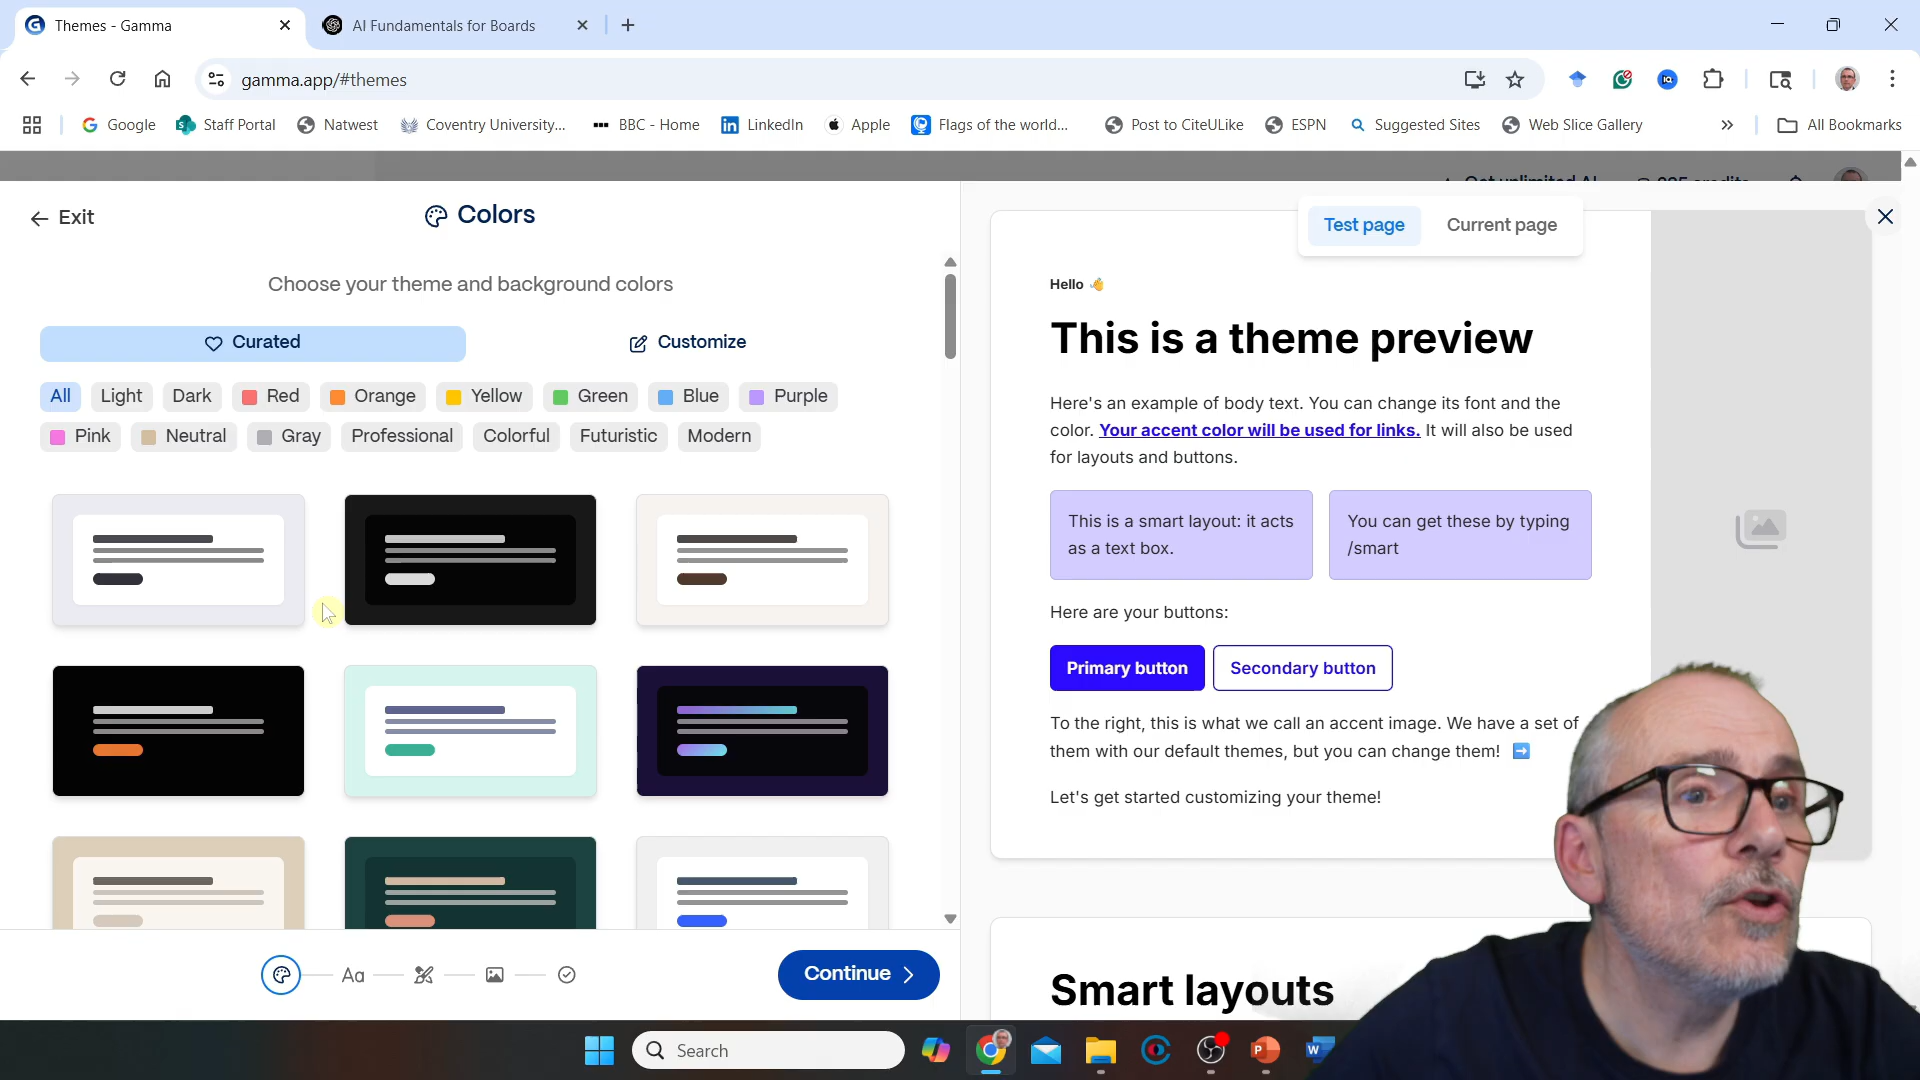 Themes - Gamma
AI Fundamentals for Boards
gamma.app/#themes
Google
Staff Portal
Natwest
Coventry University...
BBC - Home
LinkedIn
Apple
Flags of the world...
Post to CiteULike
ESPN
Suggested Sites
Web Slice Gallery
All Bookmarks
Exit
Colors
Choose your theme and background colors
Curated
Customize
All
Light
Dark
Red
Orange
Yellow
Green
Blue
Purple
Pink
Neutral
Gray
Professional
Colorful
Futuristic
Modern
Aa
Continue
Test page
Current page
Hello
This is a theme preview
Here's an example of body text. You can change its font and the
color. Your accent color will be used for links. It will also be used
for layouts and buttons.
This is a smart layout: it acts
as a text box.
You can get these by typing
/smart
Here are your buttons:
Primary button
Secondary button
To the right, this is what we call an accent image. We have a set of
them with our default themes, but you can change them!
Let's get started customizing your theme!
Smart layouts
Search